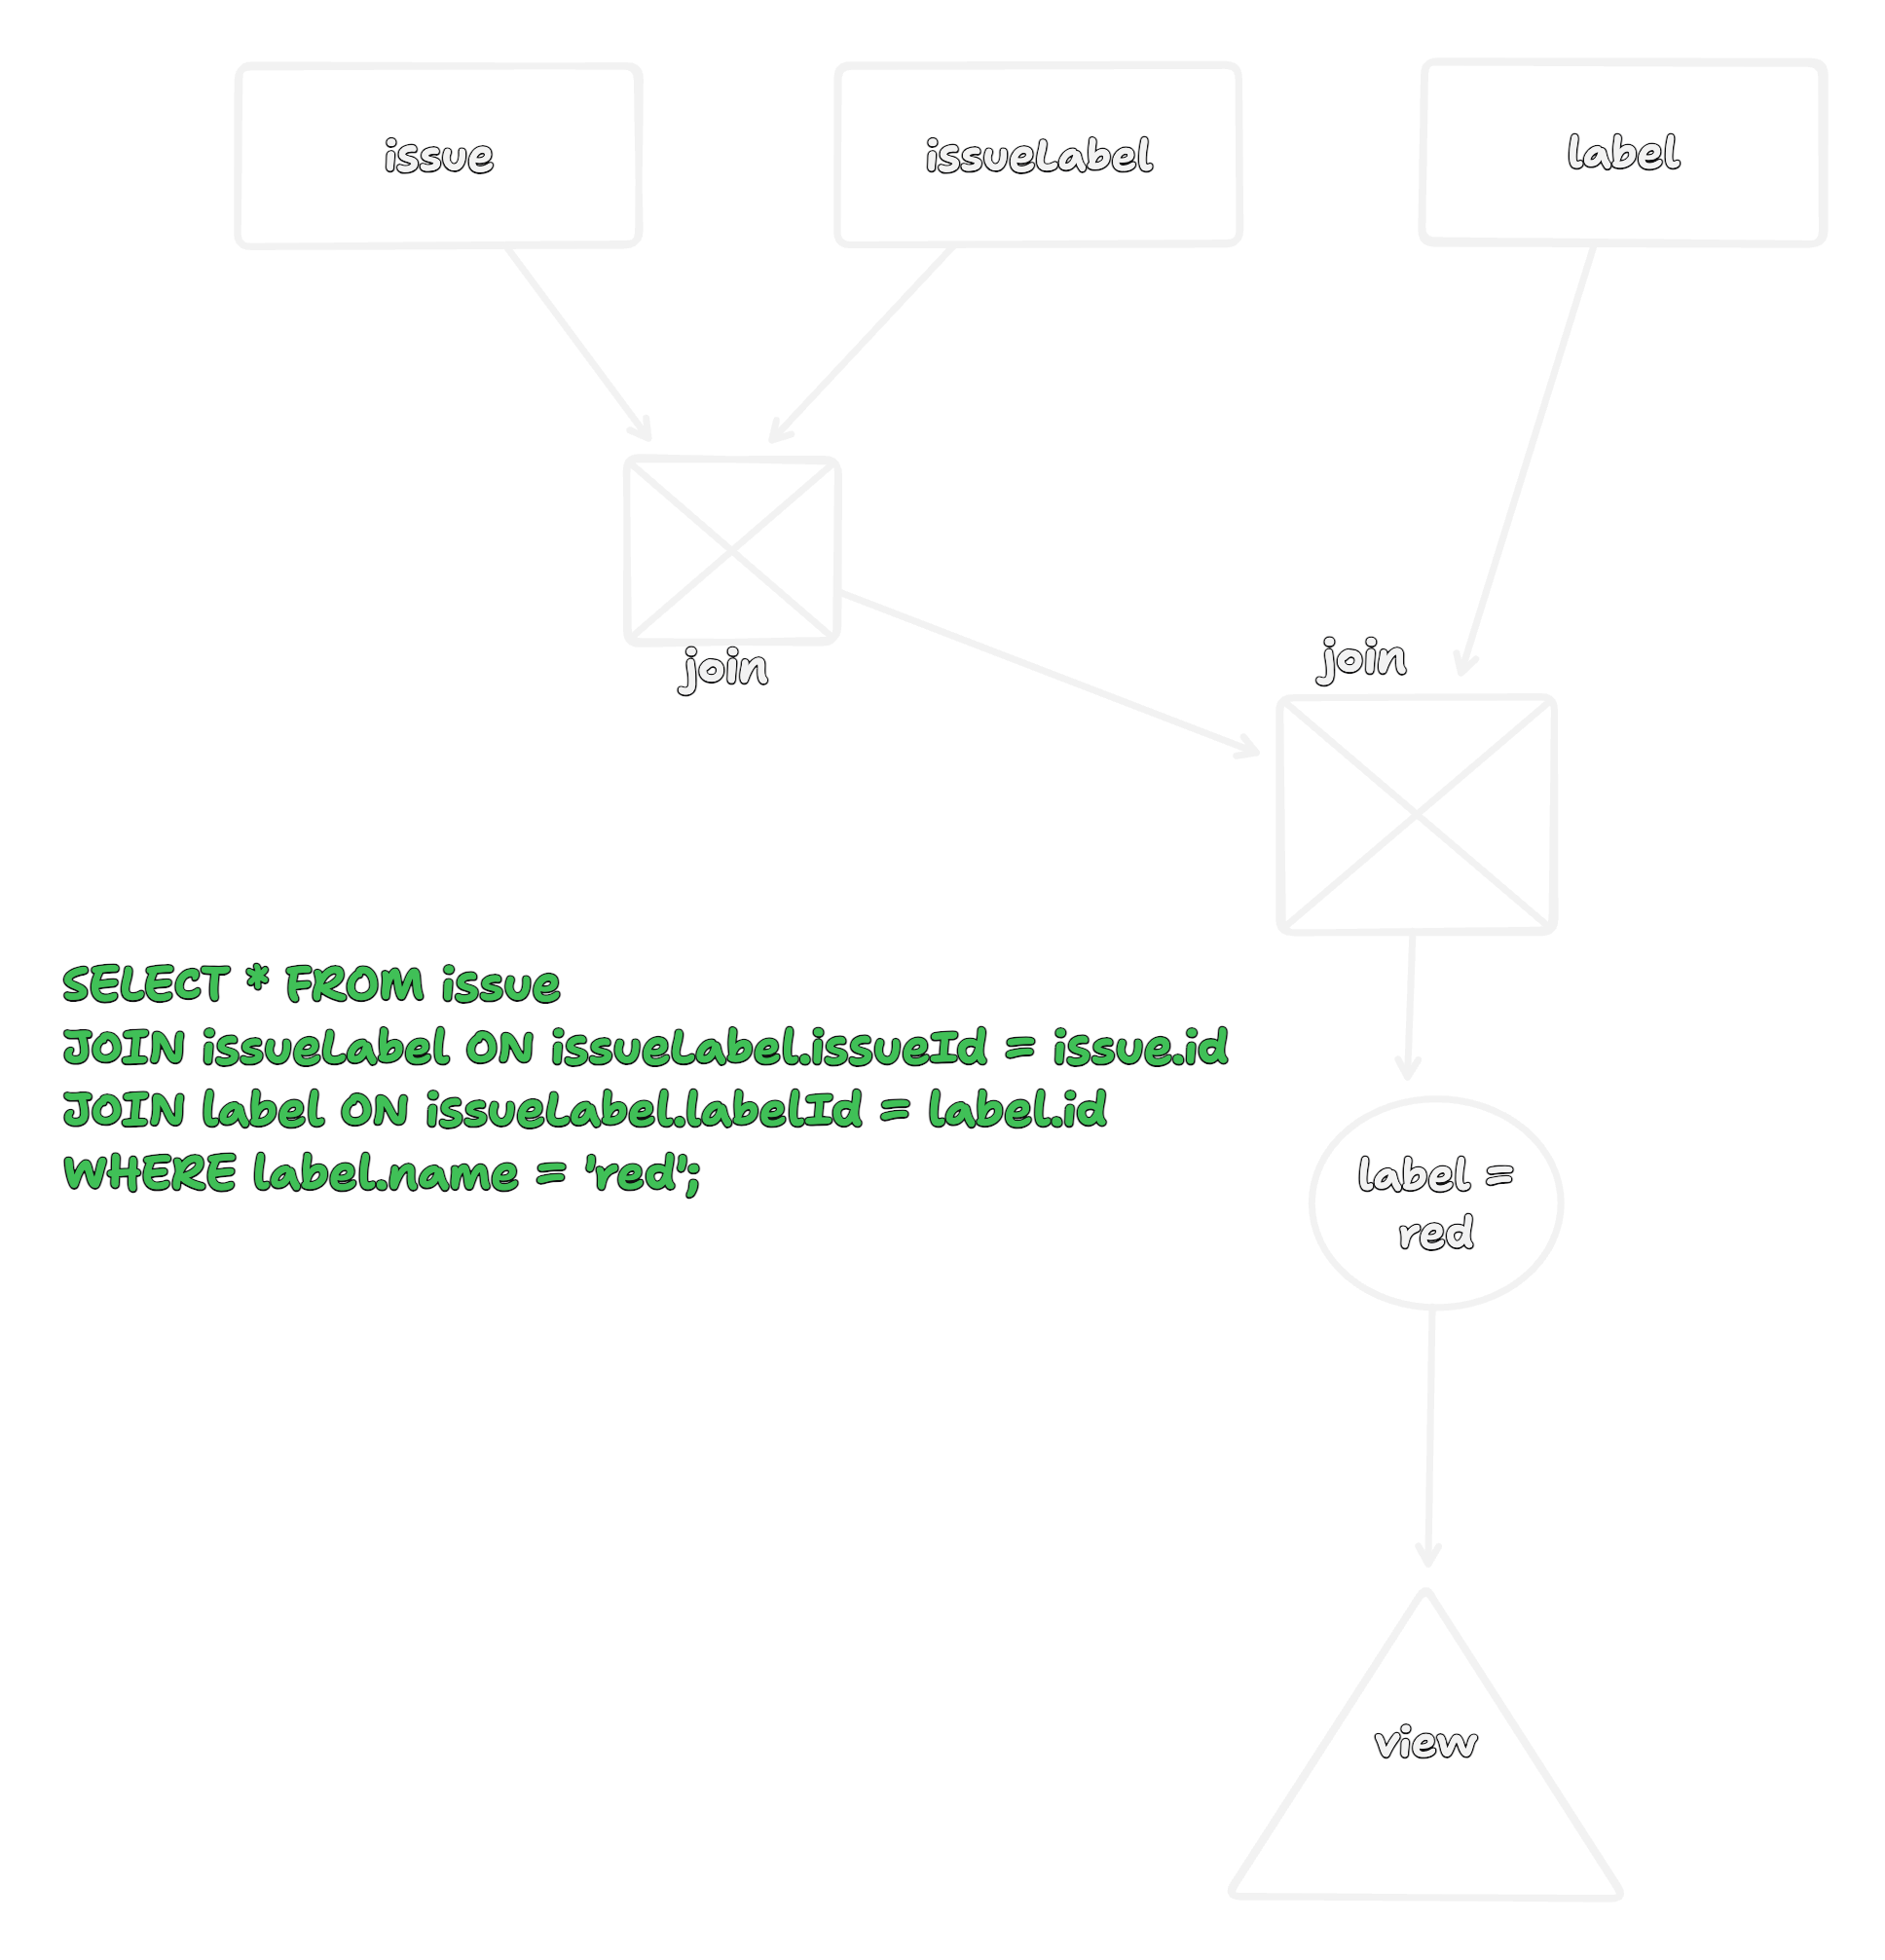 issue
issueLabel
label
join
join
SELECT * FROM issue
JOIN issueLabel ON issueLabel.issueId = issue.id
JOIN label ON issueLabel.labelId = label.id
WHERE label.name = 'red';
label =
red
view